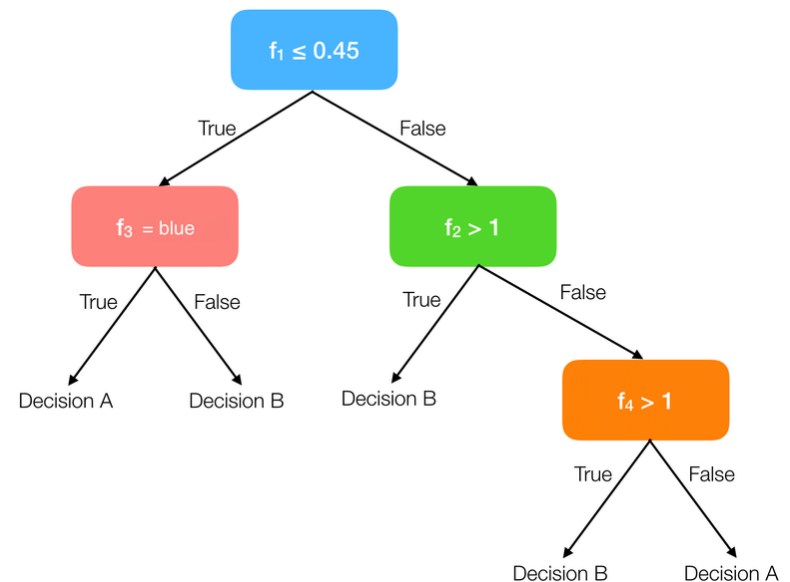 f₁ ≤ 0.45
True
False
f₃ = blue
f₂ > 1
True
False
True
False
Decision A
Decision B
Decision B
f₄ > 1
True
False
Decision B
Decision A